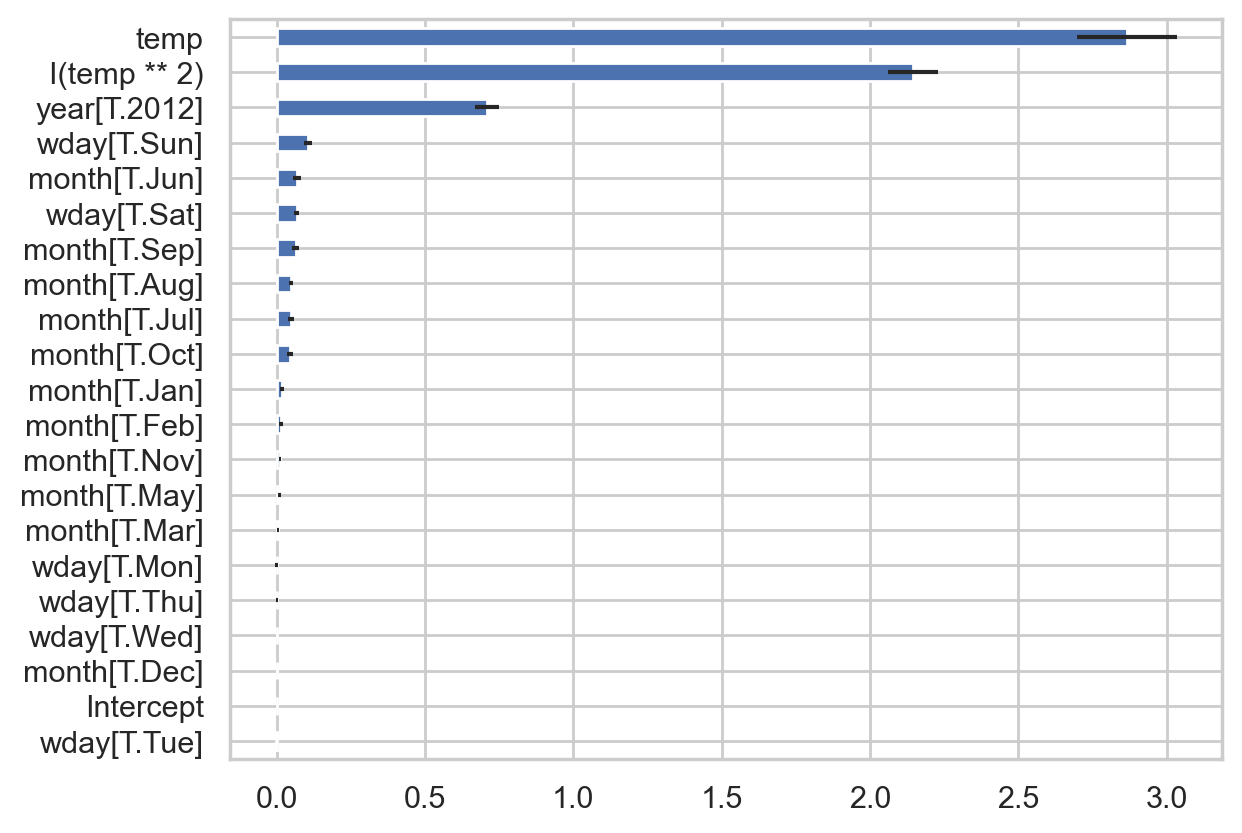 temp
I(temp ** 2)
year[T.2012]
wday[T.Sun]
month[T.Jun]
wday[T.Sat]
month[T.Sep]
month[T.Aug]
month[T.Jul]
month[T.Oct]
month[T.Jan]
month[T.Feb]
month[T.Nov]
month[T.May]
month[T.Mar]
wday[T.Mon]
wday[T.Thu]
wday[T.Wed]
month[T.Dec]
Intercept
wday[T.Tue]
0.0 0.5 1.0 1.5 2.0 2.5 3.0